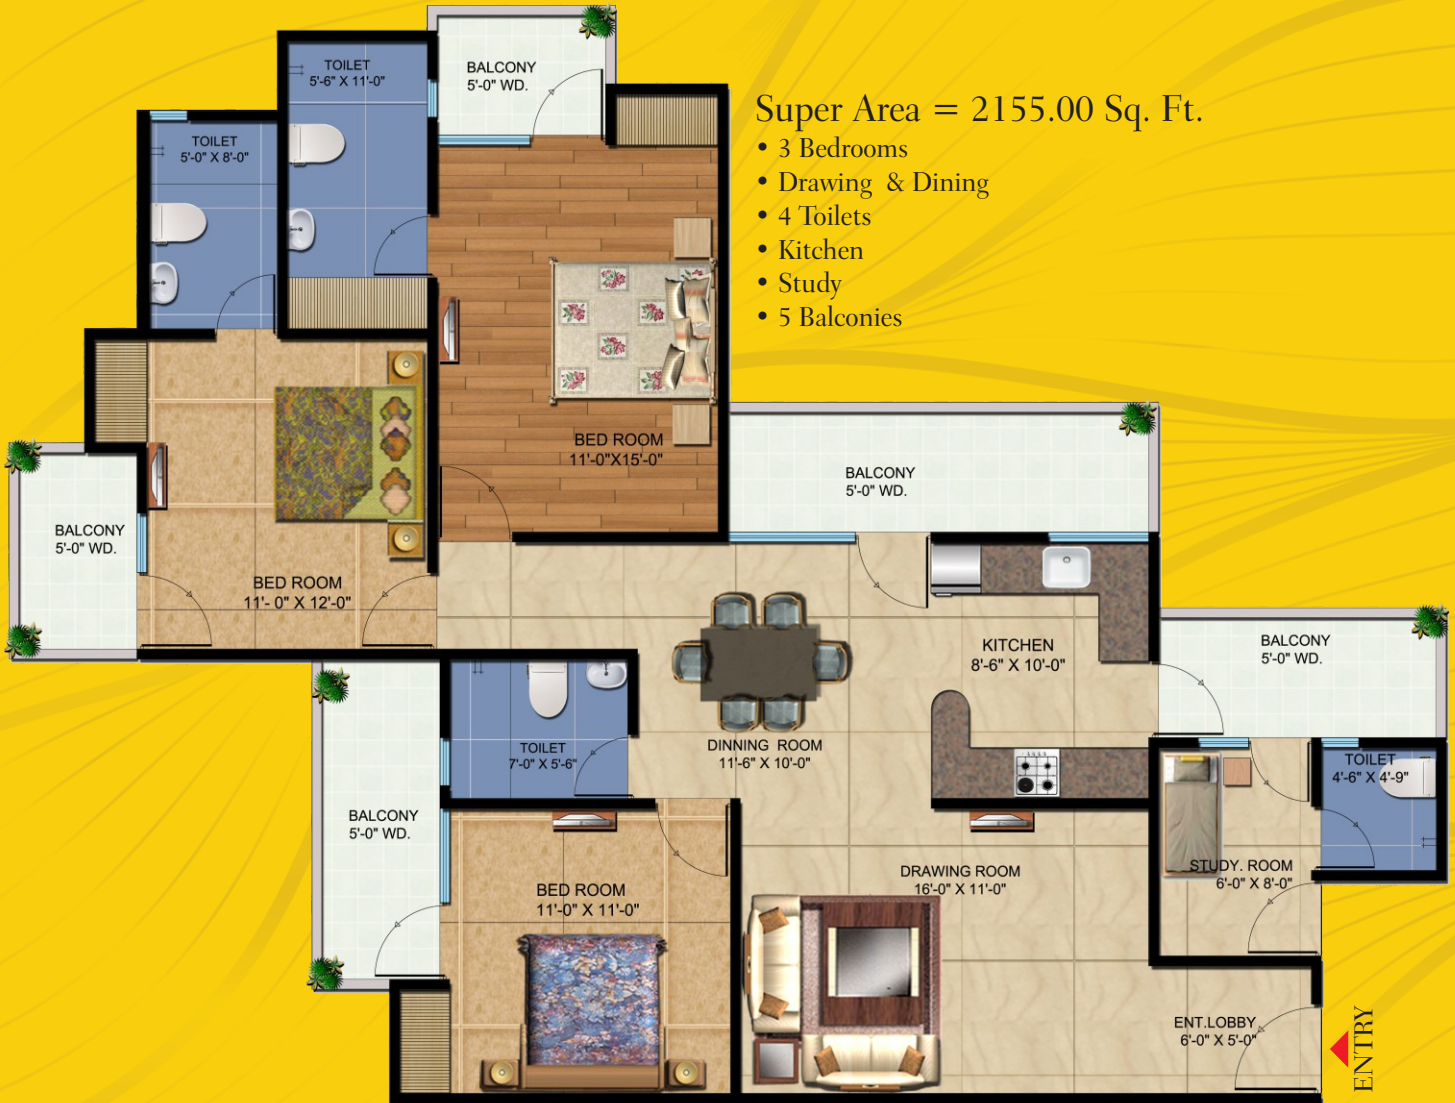 TOILET
5'-6" X 11'-0"
BALCONY
5'-0" WD.
Super Area = 2155.00 Sq. Ft.
• 3 Bedrooms
• Drawing & Dining
• 4 Toilets
• Kitchen
• Study
• 5 Balconies
TOILET
5'-0" X 8'-0"
BED ROOM
11'-0"X15'-0"
BALCONY
5'-0" WD.
BALCONY
5'-0" WD.
BED ROOM
11'- 0" X 12'-0"
KITCHEN
8'-6" X 10'-0"
BALCONY
5'-0" WD.
TOILET
7'-0" X 5'-6"
DINNING ROOM
11'-6" X 10'-0"
TOILET
4'-6" X 4'-9"
BALCONY
5'-0" WD.
BED ROOM
11'-0" X 11'-0"
DRAWING ROOM
16'-0" X 11'-0"
STUDY. ROOM
6'-0" X 8'-0"
ENT.LOBBY
6'-0" X 5'-0"
ENTRY